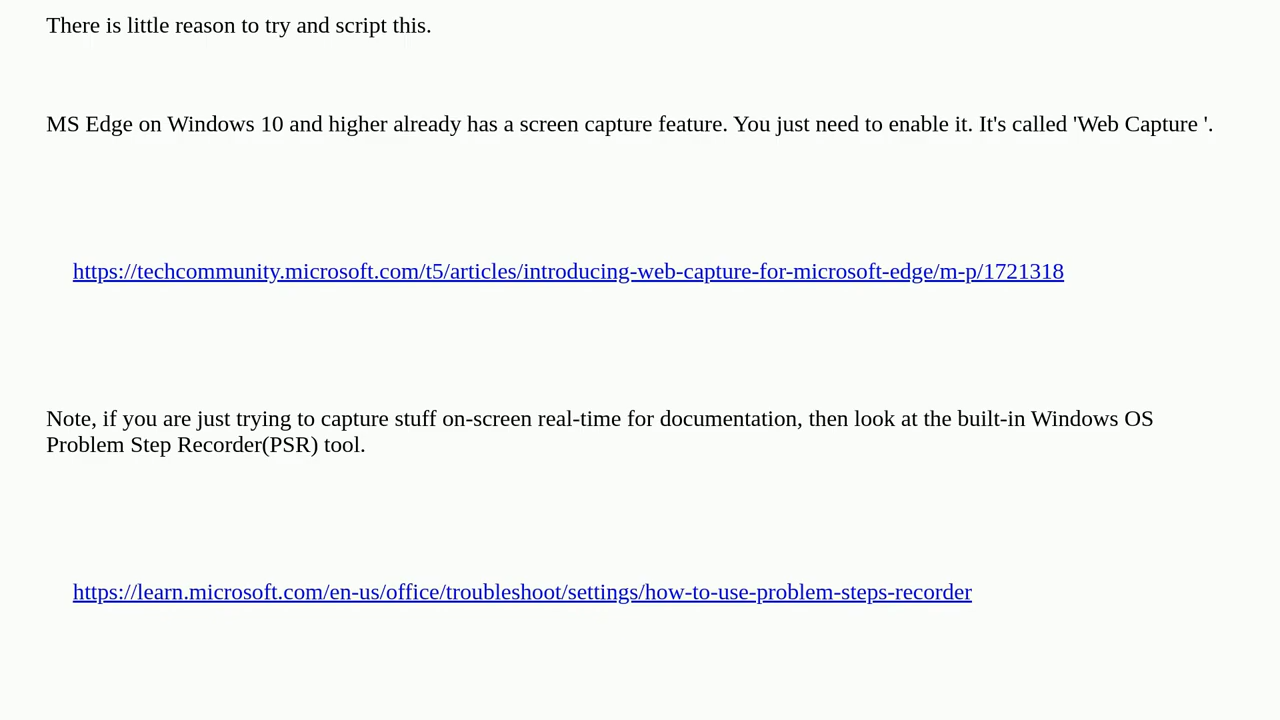 There is little reason to try and script this.
MS Edge on Windows 10 and higher already has a screen capture feature. You just need to enable it. It's called 'Web Capture '.
https://techcommunity.microsoft.com/t5/articles/introducing-web-capture-for-microsoft-edge/m-p/1721318
Note, if you are just trying to capture stuff on-screen real-time for documentation, then look at the built-in Windows OS
Problem Step Recorder(PSR) tool.
https://learn.microsoft.com/en-us/office/troubleshoot/settings/how-to-use-problem-steps-recorder